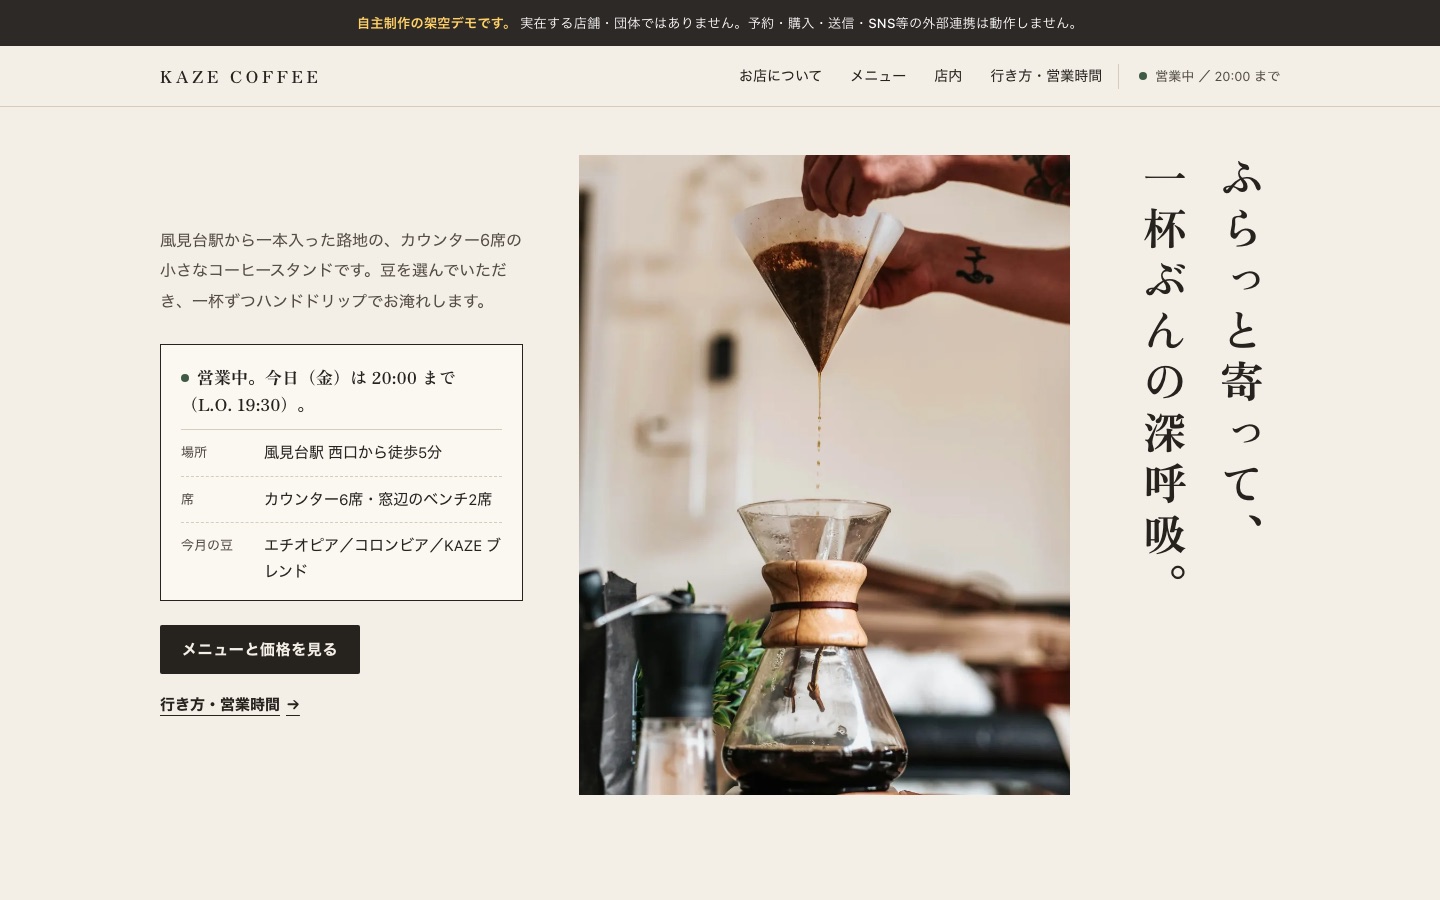 自主制作の架空デモです。 実在する店舗・団体ではありません。予約・購入・送信・SNS等の外部連携は動作しません。
KAZE COFFEE
お店について メニュー 店内 行き方・営業時間 営業中 ／ 20:00 まで
ふらっと寄って、
一杯ぶんの深呼吸。
風見台駅から一本入った路地の、カウンター6席の
小さなコーヒースタンドです。豆を選んでいただ
き、一杯ずつハンドドリップでお淹れします。
営業中。今日（金）は 20:00 まで
（L.O. 19:30）。
場所 風見台駅 西口から徒歩5分
席 カウンター6席・窓辺のベンチ2席
今月の豆 エチオピア／コロンビア／KAZE ブ
レンド
メニューと価格を見る
行き方・営業時間 →